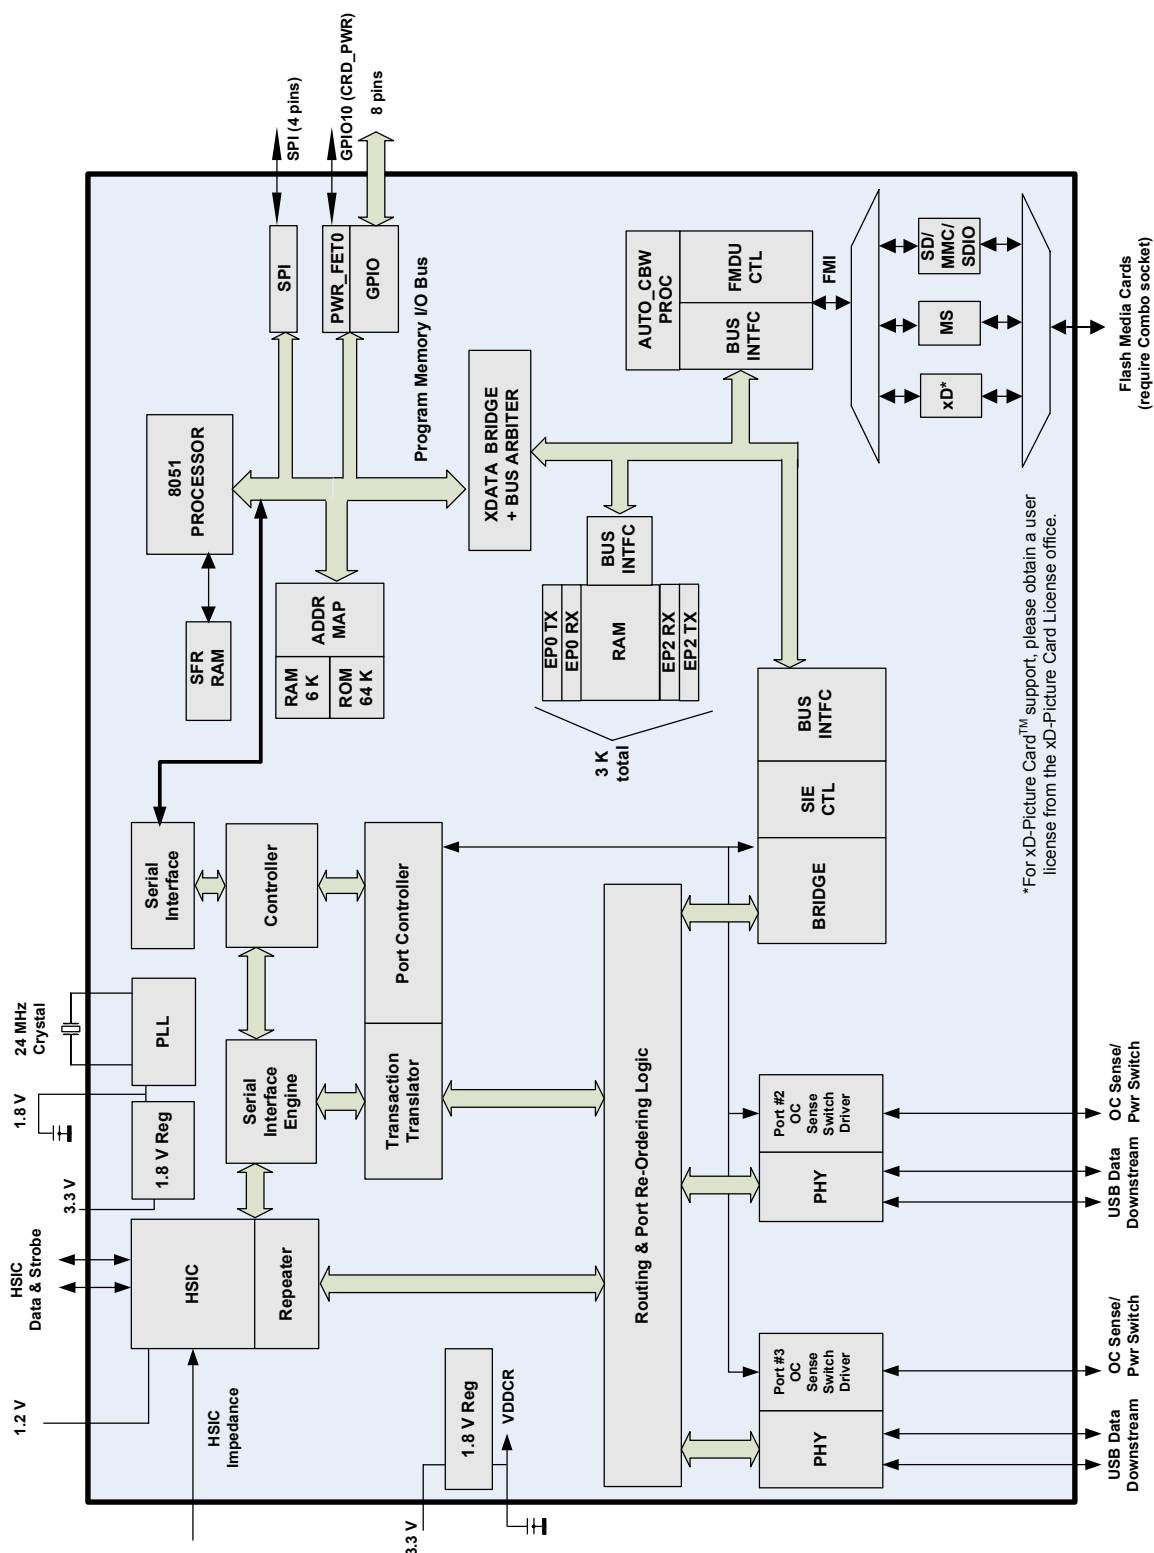 1.2 V
HSIC
Data & Strobe
3.3 V
1.8 V
24 MHz
Crystal
HSIC
Impedance
HSIC
Repeater
1.8 V Reg
PLL
Serial
Interface
Serial
Interface
Engine
Controller
SFR
RAM
8051
PROCESSOR
SPI
SPI (4 pins)
PWR_FET0
GPIO
GPIO10 (CRD_PWR)
8 pins
RAM
6 K
ROM
64 K
ADDR
MAP
Program Memory I/O Bus
3.3 V
1.8 V Reg
VDDCR
Transaction
Translator
Port Controller
XDATA BRIDGE
+ BUS ARBITER
3 K
total
EP0 TX
EP0 RX
RAM
EP2 RX
EP2 TX
BUS
INTFC
Routing & Port Re-Ordering Logic
AUTO_CBW
PROC
BUS
INTFC
FMDU
CTL
FMI
PHY
Port #3
OC
Sense
Switch
Driver
PHY
Port #2
OC
Sense
Switch
Driver
BRIDGE
SIE
CTL
BUS
INTFC
xD*
MS
SD/
MMC/
SDIO
*For xD-Picture Card™ support, please obtain a user
license from the xD-Picture Card License office.
USB Data
Downstream
OC Sense/
Pwr Switch
USB Data
Downstream
OC Sense/
Pwr Switch
Flash Media Cards
(require Combo socket)